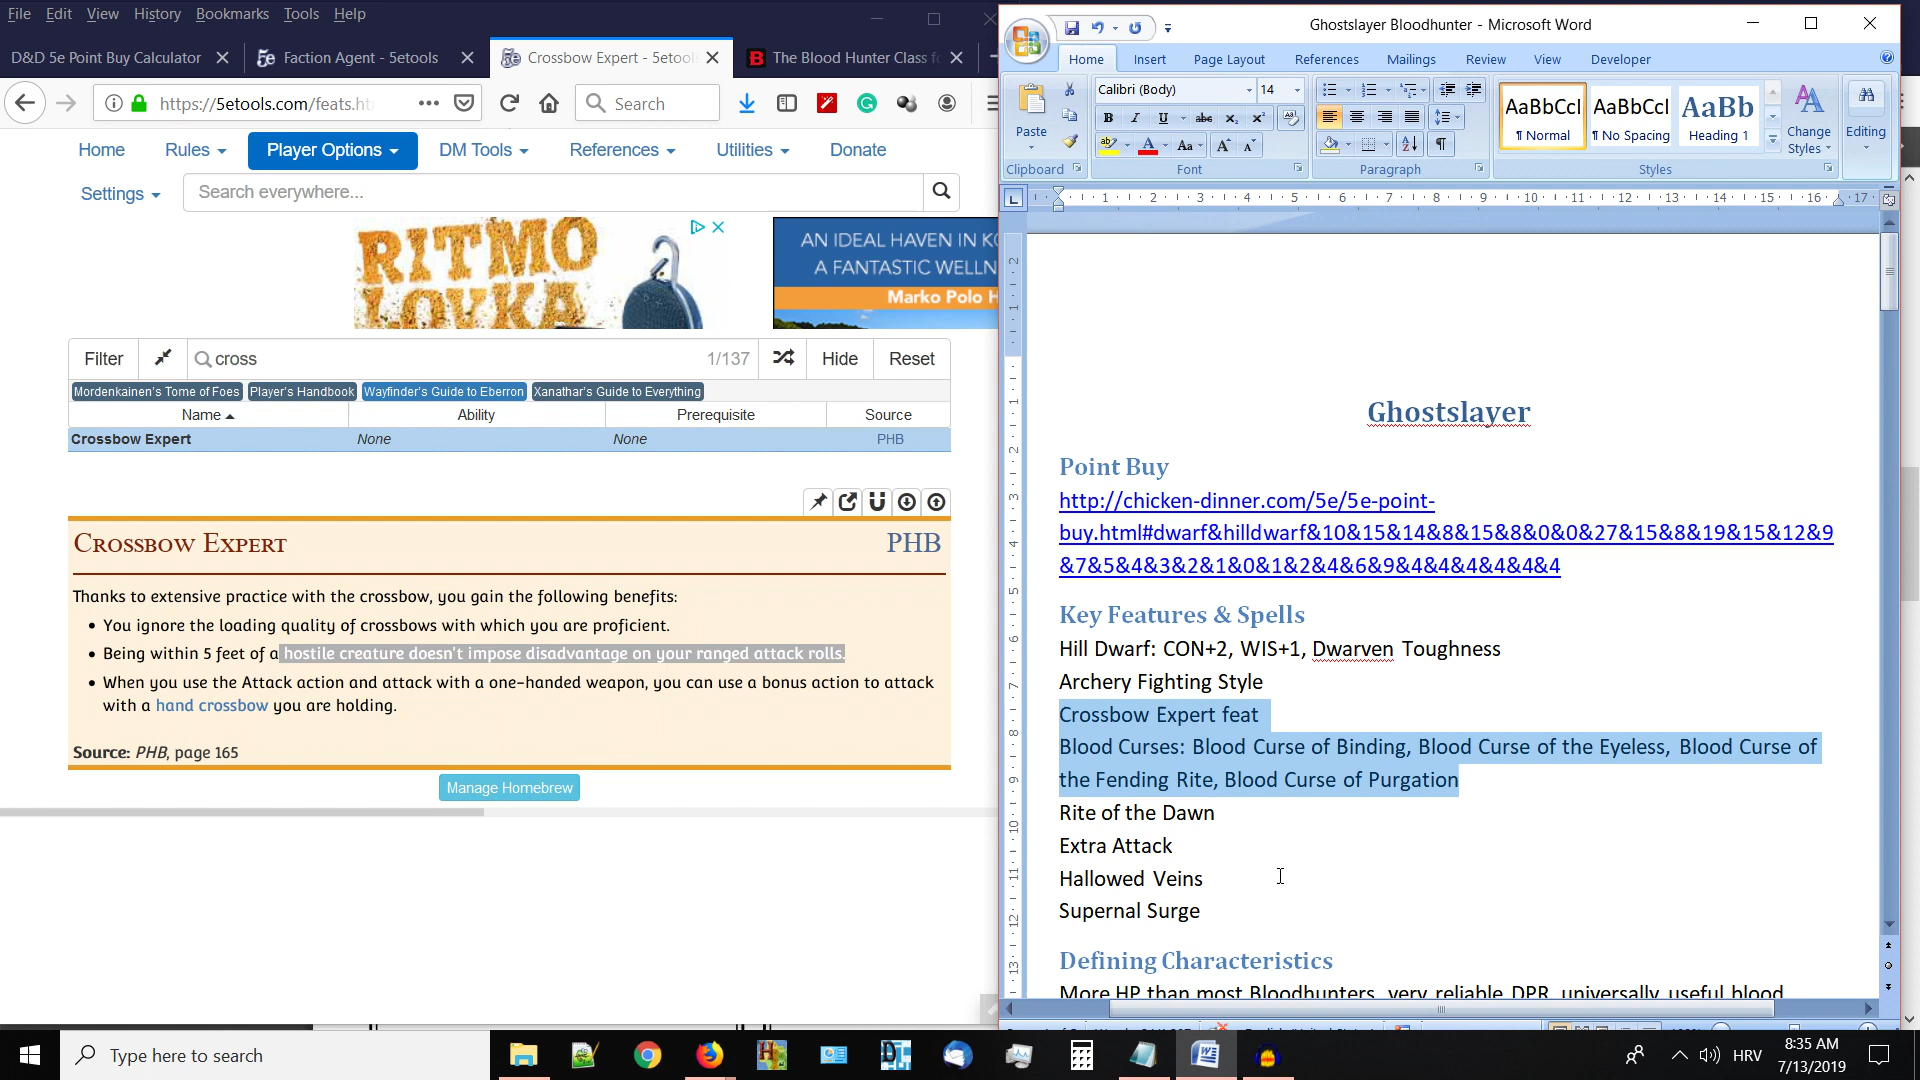 File Edit View History Bookmarks Tools Help
D&D 5e Point Buy Calculator
Faction Agent - 5etools
Crossbow Expert - 5etools
The Blood Hunter Class fo
https://5etools.com/feats.ht
Search
Home Rules Player Options DM Tools References Utilities Donate
Settings Search everywhere...
RITMO
LOVKA
AN IDEAL HAVEN IN KO
A FANTASTIC WELLN
Marko Polo H
Filter cross 1/137 Hide Reset
Mordenkainen's Tome of Foes Player's Handbook Wayfinder's Guide to Eberron Xanathar's Guide to Everything
Name Ability Prerequisite Source
Crossbow Expert None None PHB
CROSSBOW EXPERT PHB
Thanks to extensive practice with the crossbow, you gain the following benefits:
• You ignore the loading quality of crossbows with which you are proficient.
• Being within 5 feet of a hostile creature doesn't impose disadvantage on your ranged attack rolls.
• When you use the Attack action and attack with a one-handed weapon, you can use a bonus action to attack
with a hand crossbow you are holding.
Source: PHB, page 165
Manage Homebrew
Ghostslayer Bloodhunter - Microsoft Word
Home Insert Page Layout References Mailings Review View Developer
Paste
Clipboard
Calibri (Body) 14
Font
Paragraph
AaBbCcI AaBbCcI AaBb
¶ Normal ¶ No Spacing Heading 1
Change
Styles
Styles
Editing
Ghostslayer
Point Buy
http://chicken-dinner.com/5e/5e-point-
buy.html#dwarf&hilldwarf&10&15&14&8&15&8&0&0&27&15&8&19&15&12&9
&7&5&4&3&2&1&0&1&2&4&6&9&4&4&4&4&4&4
Key Features & Spells
Hill Dwarf: CON+2, WIS+1, Dwarven Toughness
Archery Fighting Style
Crossbow Expert feat
Blood Curses: Blood Curse of Binding, Blood Curse of the Eyeless, Blood Curse of
the Fending Rite, Blood Curse of Purgation
Rite of the Dawn
Extra Attack
Hallowed Veins
Supernal Surge
Defining Characteristics
More HP than most Bloodhunters, very reliable DPR, universally useful blood
Type here to search
HRV
8:35 AM
7/13/2019